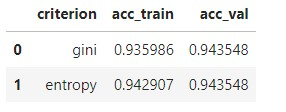 criterion acc_train acc_val
0 gini 0.935986 0.943548
1 entropy 0.942907 0.943548